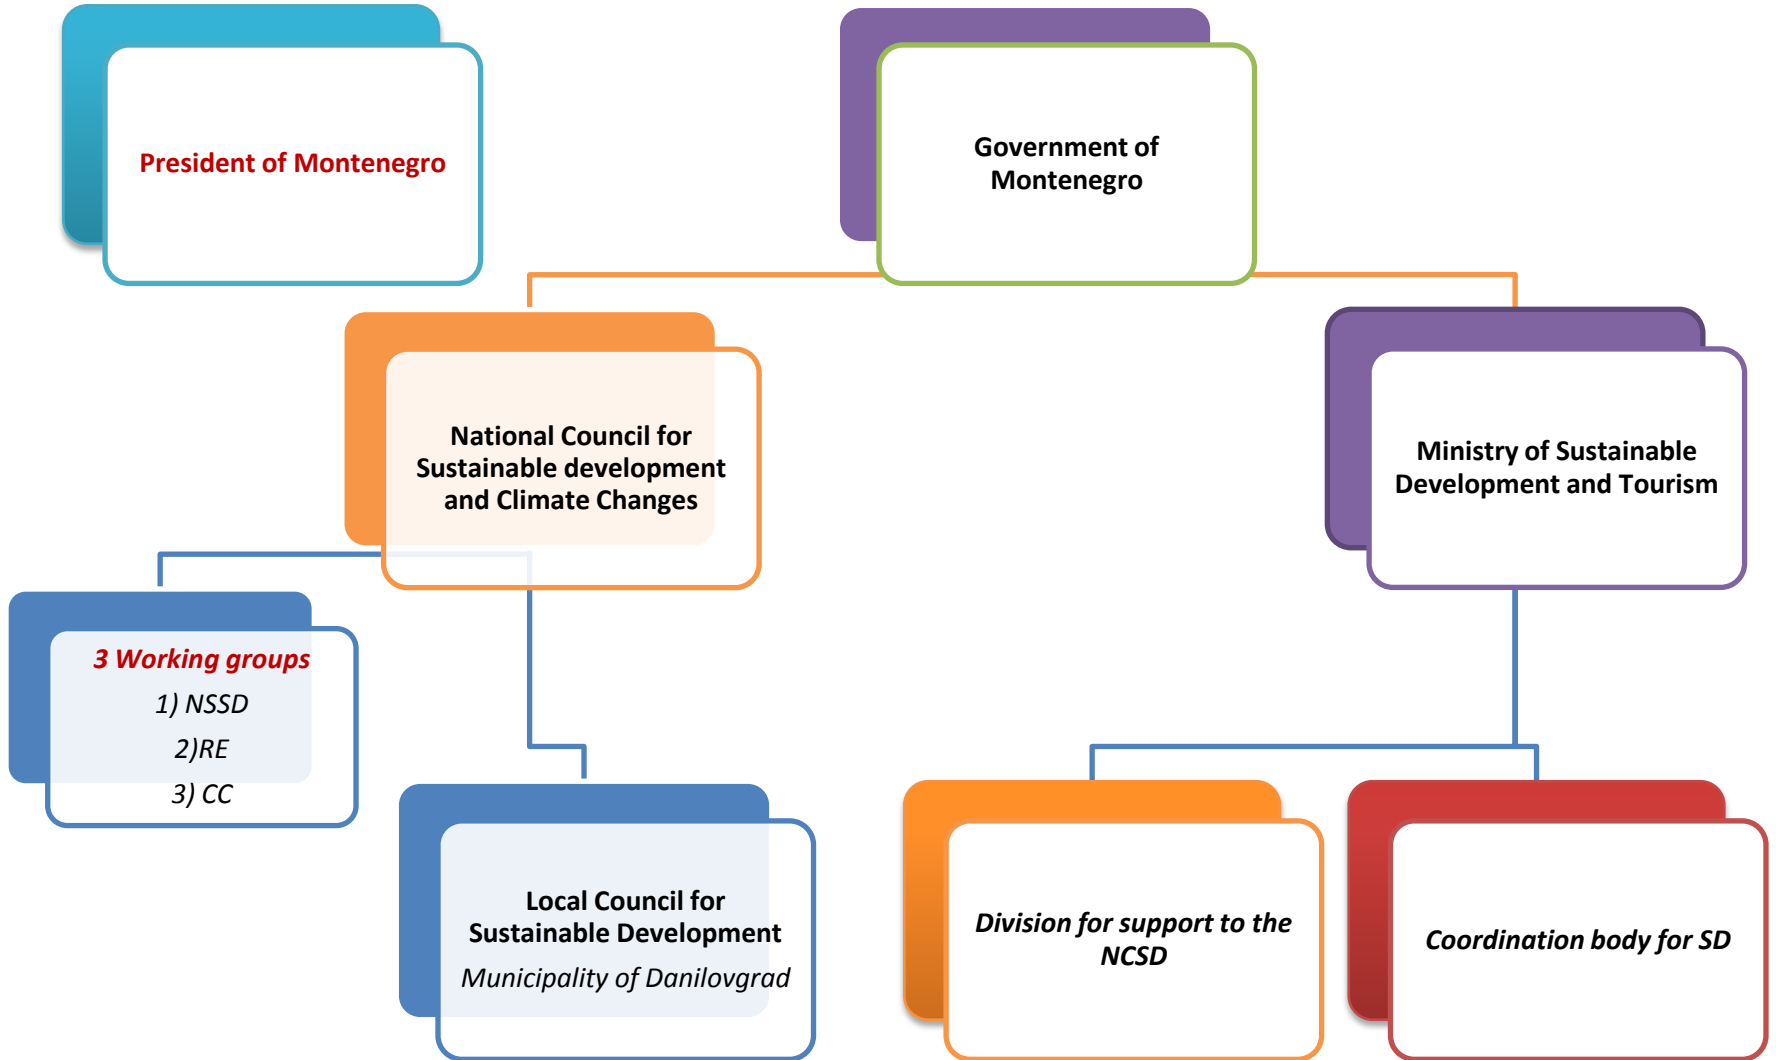 President of Montenegro
Government of
Montenegro
National Council for
Sustainable development
and Climate Changes
Ministry of Sustainable
Development and Tourism
3 Working groups
1) NSSD
2)RE
3) CC
Local Council for
Sustainable Development
Municipality of Danilovgrad
Division for support to the
NCSD
Coordination body for SD